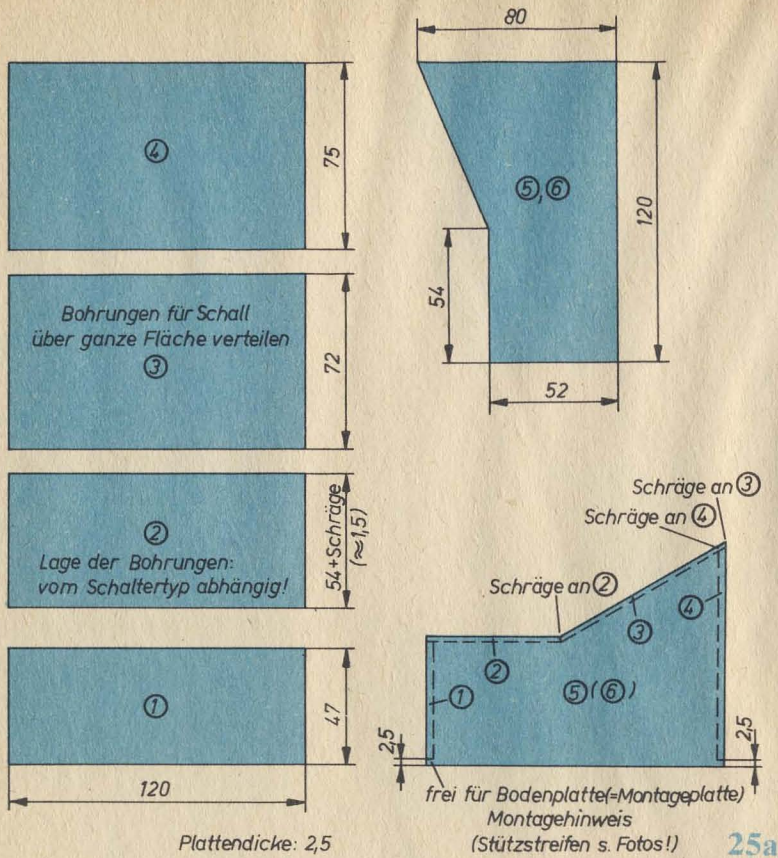 ④
75
Bohrungen für Schall
über ganze Fläche verteilen
③
72
②
Lage der Bohrungen:
vom Schaltertyp abhängig!
54+Schräge
(≈1,5)
①
47
120
Plattendicke: 2,5
80
⑤,⑥
120
54
52
Schräge an ③
Schräge an ④
Schräge an ②
③
④
②
①
⑤(⑥)
2,5
2,5
frei für Bodenplatte(=Montageplatte)
Montagehinweis
(Stützstreifen s. Fotos!)
25a